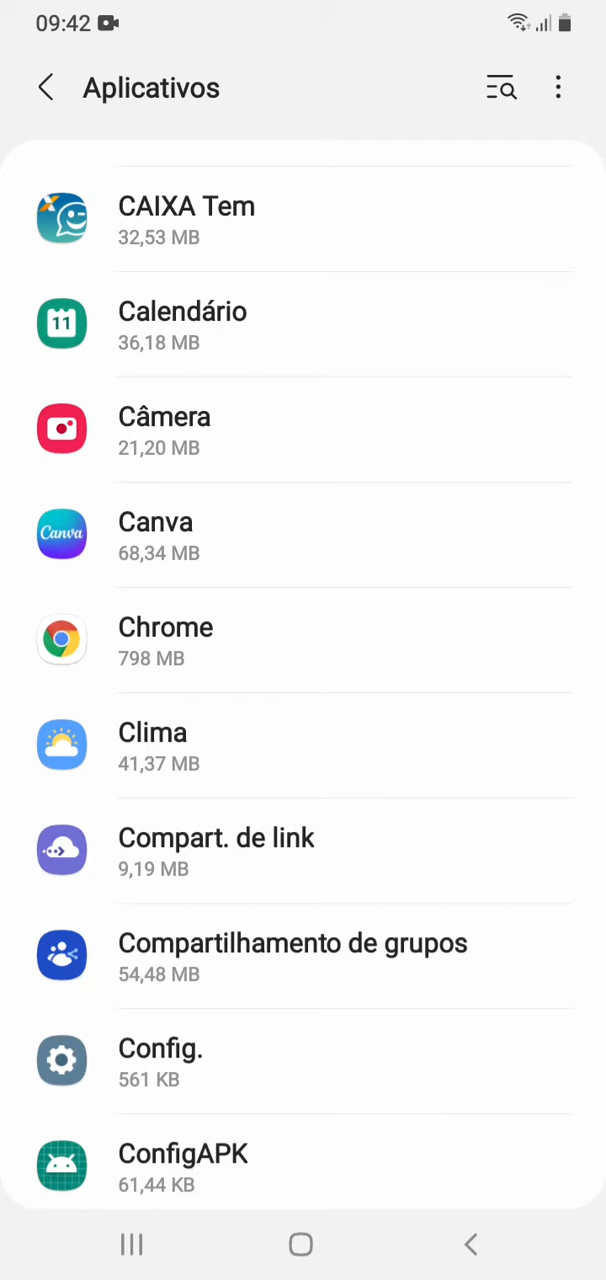 09:42
Aplicativos
CAIXA Tem
32,53 MB
11
Calendário
36,18 MB
Câmera
21,20 MB
Canva
Canva
68,34 MB
Chrome
798 MB
Clima
41,37 MB
Compart. de link
9,19 MB
Compartilhamento de grupos
54,48 MB
Config.
561 KB
ConfigAPK
61,44 KB